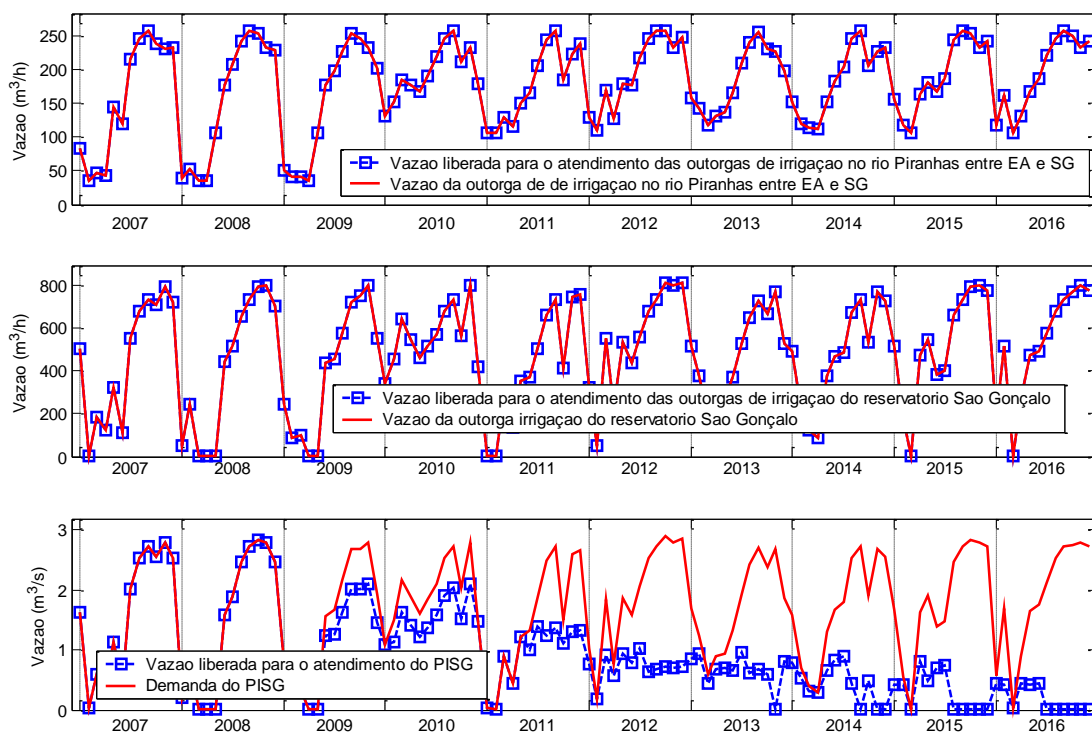 250
200
150
100
50
0
Vazao (m³/h)
Vazao liberada para o atendimento das outorgas de irrigaçao no rio Piranhas entre EA e SG
Vazao da outorga de de irrigaçao no rio Piranhas entre EA e SG
2007 2008 2009 2010 2011 2012 2013 2014 2015 2016
800
600
400
200
0
Vazao (m³/h)
Vazao liberada para o atendimento das outorgas de irrigaçao do reservatorio Sao Gonçalo
Vazao da outorga irrigaçao do reservatorio Sao Gonçalo
2007 2008 2009 2010 2011 2012 2013 2014 2015 2016
3
2
1
0
Vazao (m³/s)
Vazao liberada para o atendimento do PISG
Demanda do PISG
2007 2008 2009 2010 2011 2012 2013 2014 2015 2016